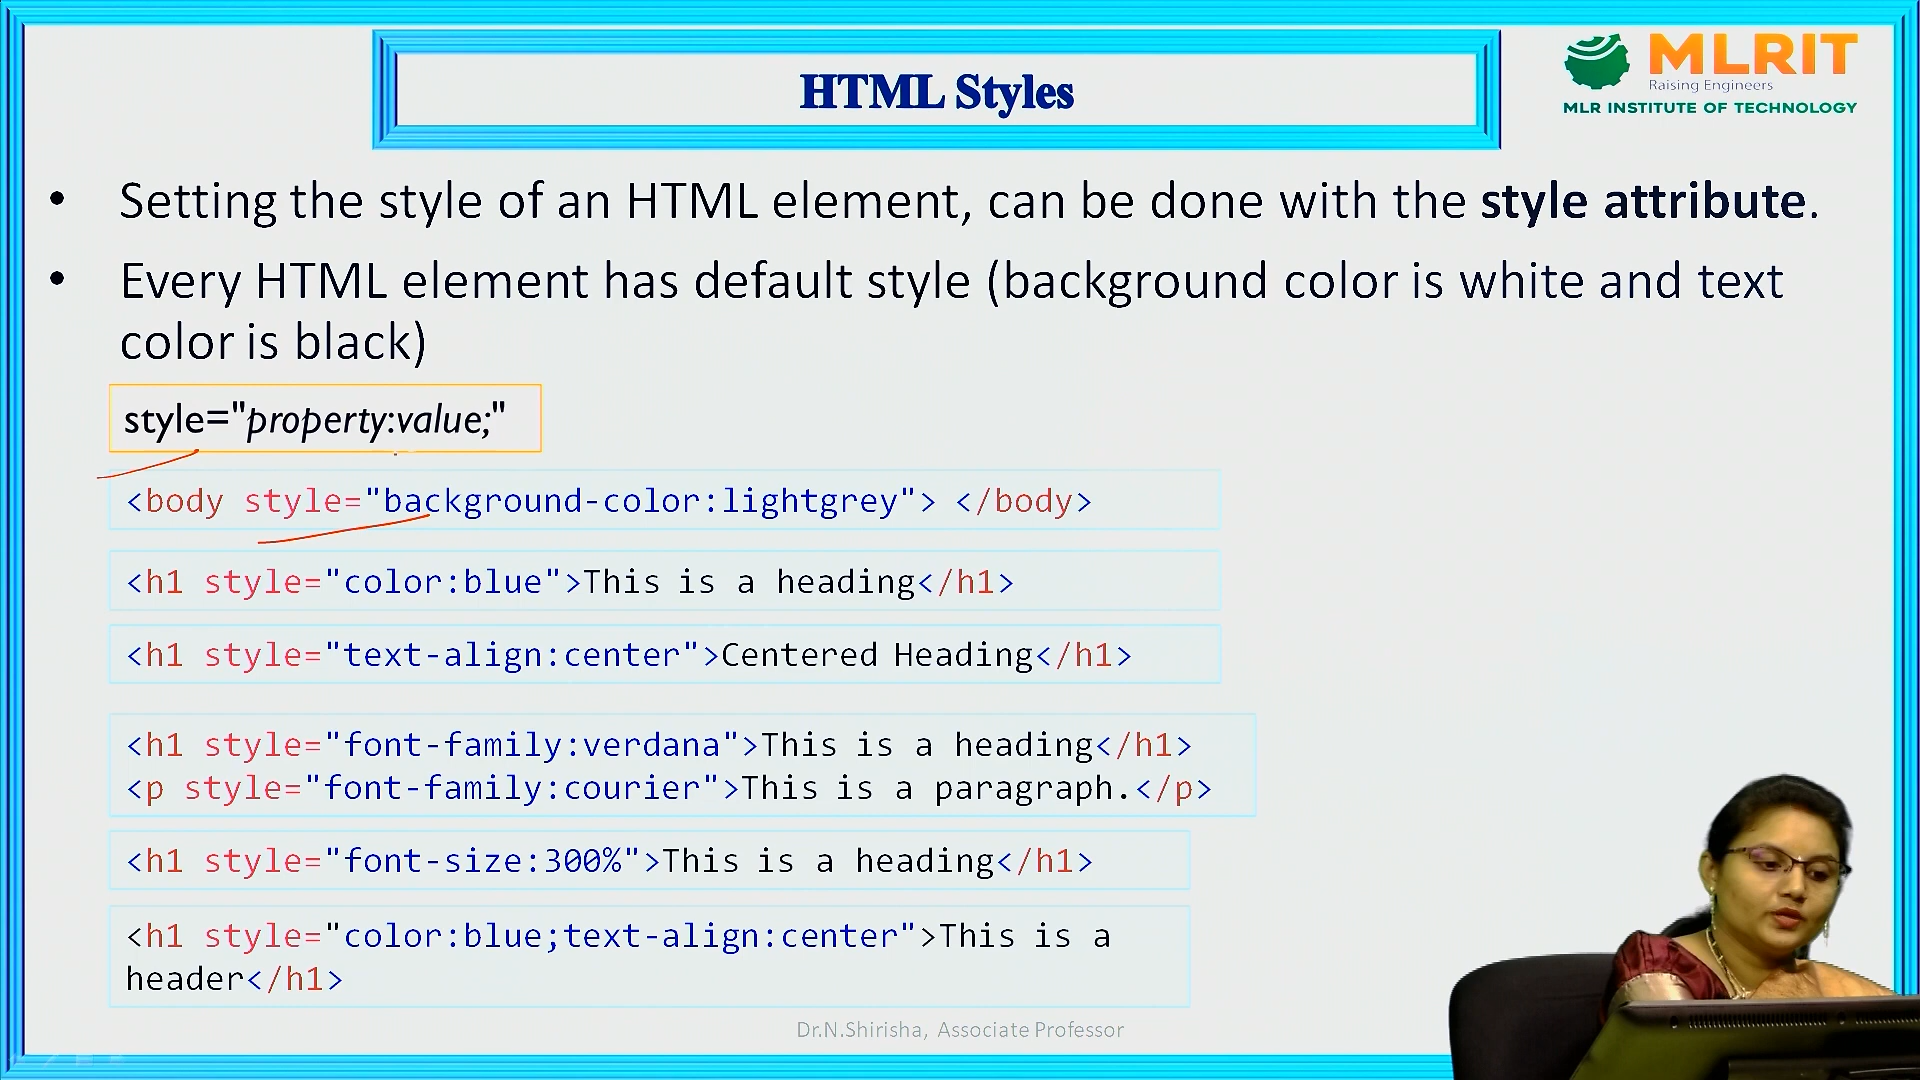 HTML Styles
MLRIT
Raising Engineers
MLR INSTITUTE OF TECHNOLOGY
• Setting the style of an HTML element, can be done with the style attribute.
• Every HTML element has default style (background color is white and text
color is black)
style="property:value;"
<body style="background-color:lightgrey"> </body>
<h1 style="color:blue">This is a heading</h1>
<h1 style="text-align:center">Centered Heading</h1>
<h1 style="font-family:verdana">This is a heading</h1>
<p style="font-family:courier">This is a paragraph.</p>
<h1 style="font-size:300%">This is a heading</h1>
<h1 style="color:blue;text-align:center">This is a
header</h1>
Dr.N.Shirisha, Associate Professor